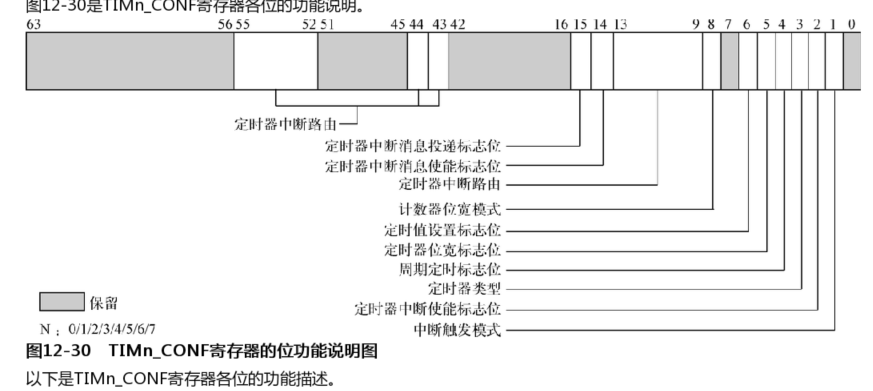 图12-30是TIMn_CONF寄存器各位的功能说明。
63 56 55 52 51 45 44 43 42 16 15 14 13 9 8 7 6 5 4 3 2 1 0
定时器中断路由
定时器中断消息投递标志位
定时器中断消息使能标志位
定时器中断路由
计数器位宽模式
定时值设置标志位
定时器位宽标志位
周期定时标志位
定时器类型
定时器中断使能标志位
中断触发模式
保留
N：0/1/2/3/4/5/6/7
图12-30 TIMn_CONF寄存器的位功能说明图
以下是TIMn_CONF寄存器各位的功能描述。